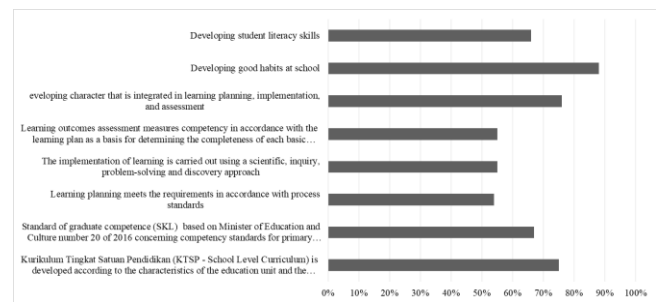 Developing student literacy skills
Developing good habits at school
eveloping character that is integrated in learning planning, implementation,
and assessment
Learning outcomes assessment measures competency in accordance with the
learning plan as a basis for determining the completeness of each basic…
The implementation of learning is carried out using a scientific, inquiry,
problem-solving and discovery approach
Learning planning meets the requirements in accordance with process
standards
Standard of graduate competence (SKL) based on Minister of Education and
Culture number 20 of 2016 concerning competency standards for primary…
Kurikulum Tingkat Satuan Pendidikan (KTSP - School Level Curriculum) is
developed according to the characteristics of the education unit and the…
0% 10% 20% 30% 40% 50% 60% 70% 80% 90% 100%